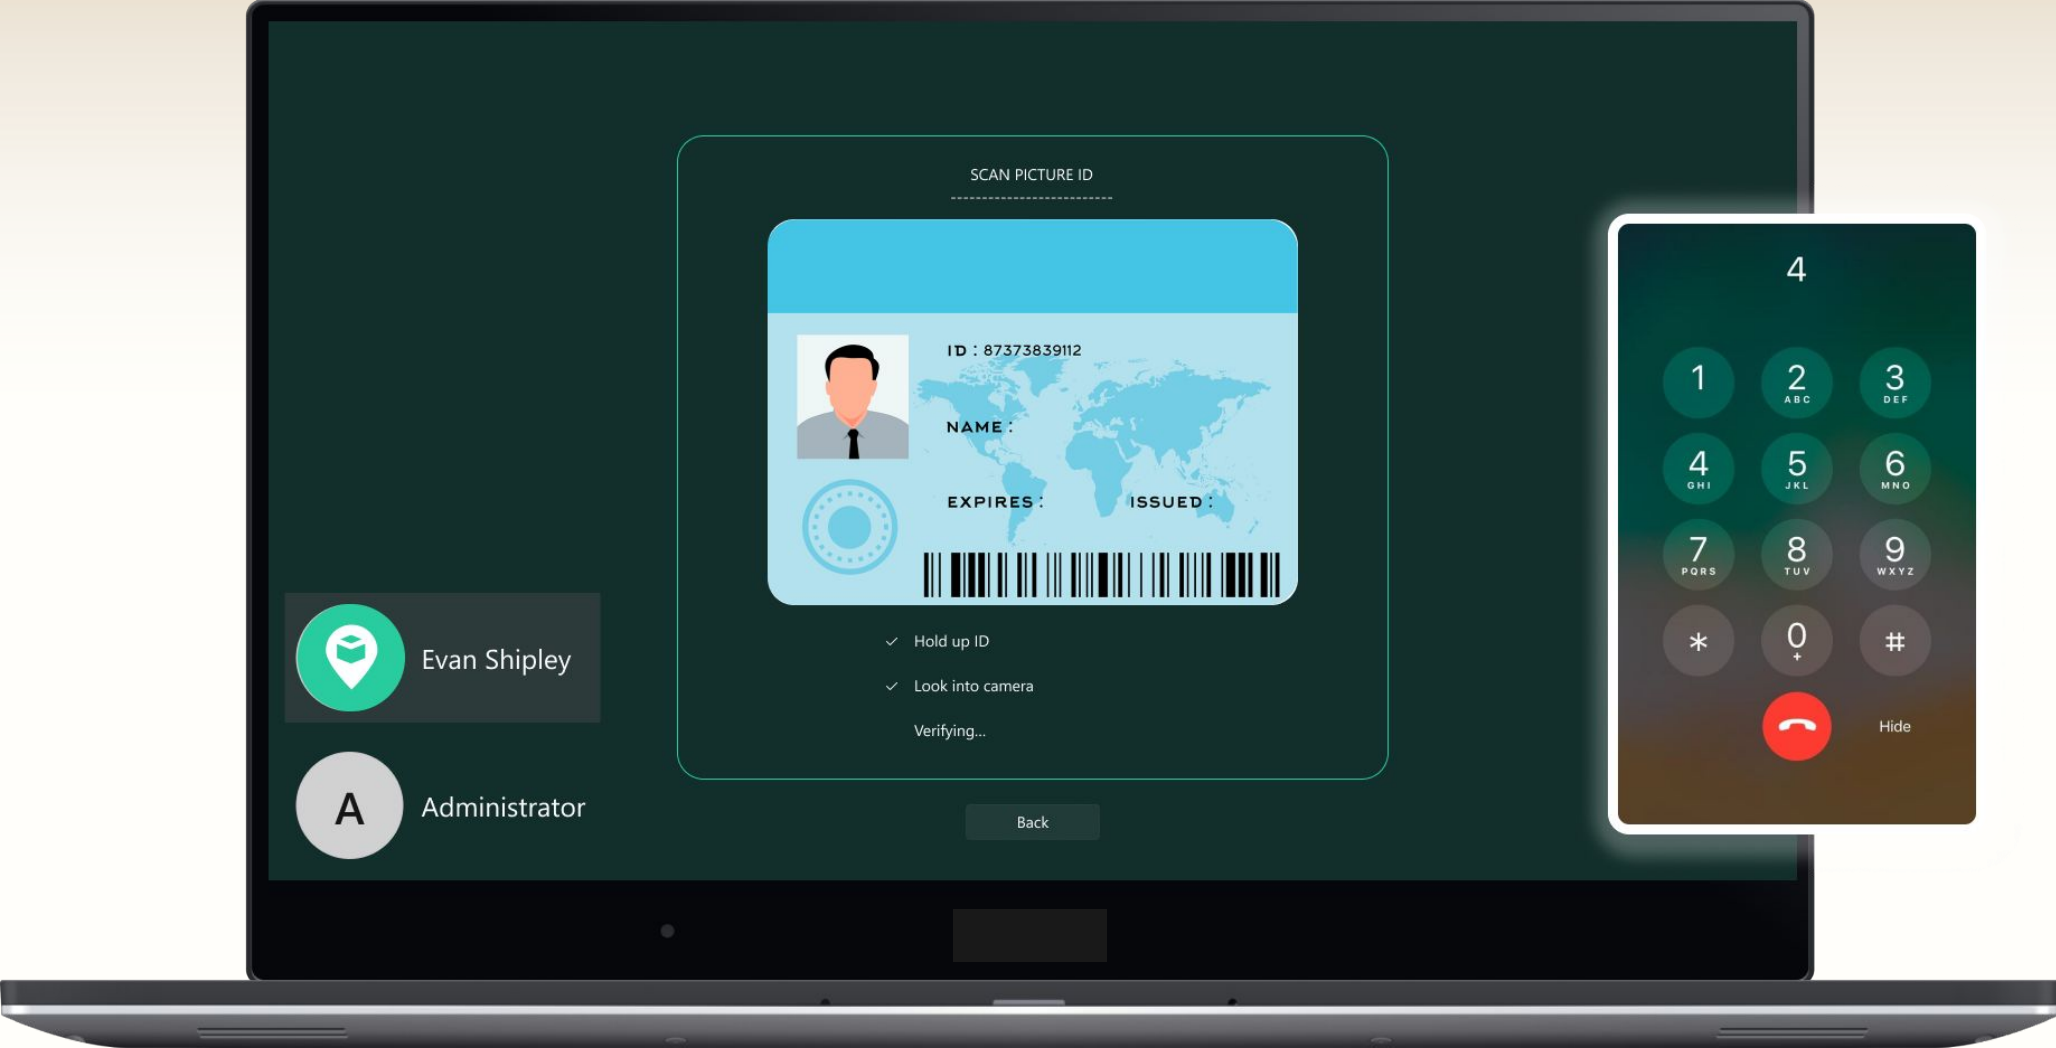 SCAN PICTURE ID
ID : 87373839112
NAME :
EXPIRES :
ISSUED :
Hold up ID
Look into camera
Verifying...
Back
Evan Shipley
A
Administrator
4
1
2
ABC
3
DEF
4
GHI
5
JKL
6
MNO
7
PQRS
8
TUV
9
WXYZ
*
0
+
#
Hide